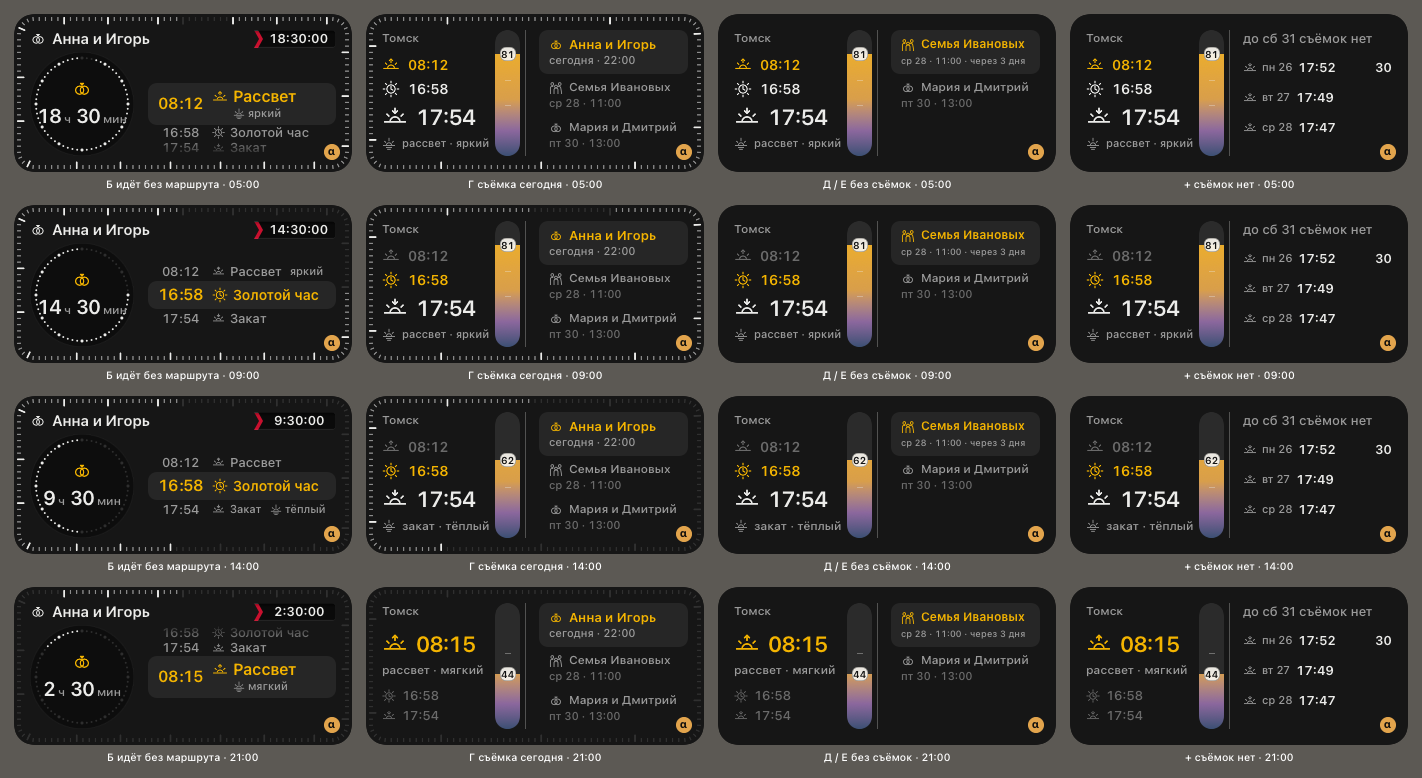 Анна и Игорь
18:30:00
18 ч 30 мин
08:12 Рассвет
яркий
16:58 Золотой час
17:54 Закат
α
Б идёт без маршрута · 05:00
Томск
08:12
16:58
17:54
рассвет · яркий
81
Анна и Игорь
сегодня · 22:00
Семья Ивановых
ср 28 · 11:00
Мария и Дмитрий
пт 30 · 13:00
α
Г съёмка сегодня · 05:00
Томск
08:12
16:58
17:54
рассвет · яркий
81
Семья Ивановых
ср 28 · 11:00 · через 3 дня
Мария и Дмитрий
пт 30 · 13:00
α
Д / Е без съёмок · 05:00
Томск
08:12
16:58
17:54
рассвет · яркий
81
до сб 31 съёмок нет
пн 26 17:52 30
вт 27 17:49
ср 28 17:47
α
+ съёмок нет · 05:00
Анна и Игорь
14:30:00
14 ч 30 мин
08:12 Рассвет яркий
16:58 Золотой час
17:54 Закат
Б идёт без маршрута · 09:00
Томск
08:12
16:58
17:54
рассвет · яркий
81
Анна и Игорь
сегодня · 22:00
Семья Ивановых
ср 28 · 11:00
Мария и Дмитрий
пт 30 · 13:00
α
Г съёмка сегодня · 09:00
Томск
08:12
16:58
17:54
рассвет · яркий
81
Семья Ивановых
ср 28 · 11:00 · через 3 дня
Мария и Дмитрий
пт 30 · 13:00
α
Д / Е без съёмок · 09:00
Томск
08:12
16:58
17:54
рассвет · яркий
81
до сб 31 съёмок нет
пн 26 17:52 30
вт 27 17:49
ср 28 17:47
α
+ съёмок нет · 09:00
Анна и Игорь
9:30:00
9 ч 30 мин
08:12 Рассвет
16:58 Золотой час
17:54 Закат тёплый
α
Б идёт без маршрута · 14:00
Томск
08:12
16:58
17:54
закат · тёплый
62
Анна и Игорь
сегодня · 22:00
Семья Ивановых
ср 28 · 11:00
Мария и Дмитрий
пт 30 · 13:00
α
Г съёмка сегодня · 14:00
Томск
08:12
16:58
17:54
закат · тёплый
62
Семья Ивановых
ср 28 · 11:00 · через 3 дня
Мария и Дмитрий
пт 30 · 13:00
α
Д / Е без съёмок · 14:00
Томск
08:12
16:58
17:54
закат · тёплый
62
до сб 31 съёмок нет
пн 26 17:52 30
вт 27 17:49
ср 28 17:47
α
+ съёмок нет · 14:00
Анна и Игорь
2:30:00
2 ч 30 мин
16:58 Золотой час
17:54 Закат
08:15 Рассвет
мягкий
α
Б идёт без маршрута · 21:00
Томск
08:15
рассвет · мягкий
16:58
17:54
44
Анна и Игорь
сегодня · 22:00
Семья Ивановых
ср 28 · 11:00
Мария и Дмитрий
пт 30 · 13:00
α
Г съёмка сегодня · 21:00
Томск
08:15
рассвет · мягкий
16:58
17:54
44
Семья Ивановых
ср 28 · 11:00 · через 3 дня
Мария и Дмитрий
пт 30 · 13:00
α
Д / Е без съёмок · 21:00
Томск
08:15
рассвет · мягкий
16:58
17:54
44
до сб 31 съёмок нет
пн 26 17:52 30
вт 27 17:49
ср 28 17:47
α
+ съёмок нет · 21:00